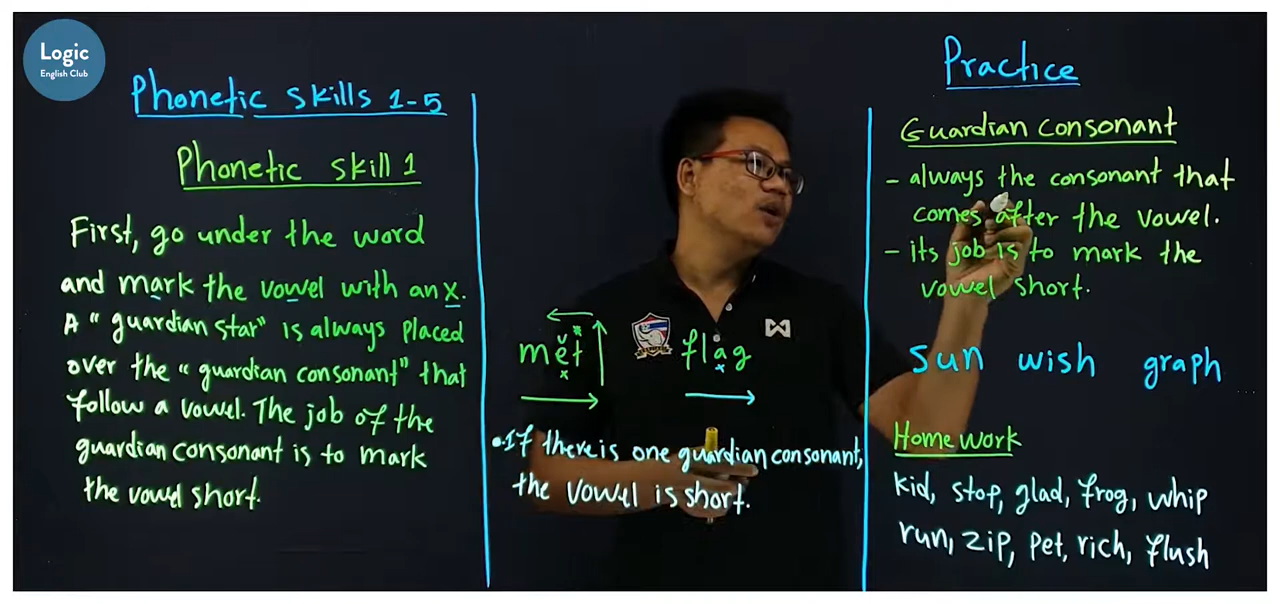 Logic
English Club
Phonetic skills 1-5
Phonetic skill 1
First, go under the word
and mark the vowel with an x.
A "guardian star" is always placed
over the "guardian consonant" that
follow a vowel. The job of the
guardian consonant is to mark
the vowel short.
mĕt* flag
x x
•If there is one guardian consonant,
the vowel is short.
Practice
Guardian consonant
- always the consonant that
comes after the vowel.
- its job is to mark the
vowel short.
sun wish graph
Homework
kid, stop, glad, frog, whip
run, zip, pet, rich, flush